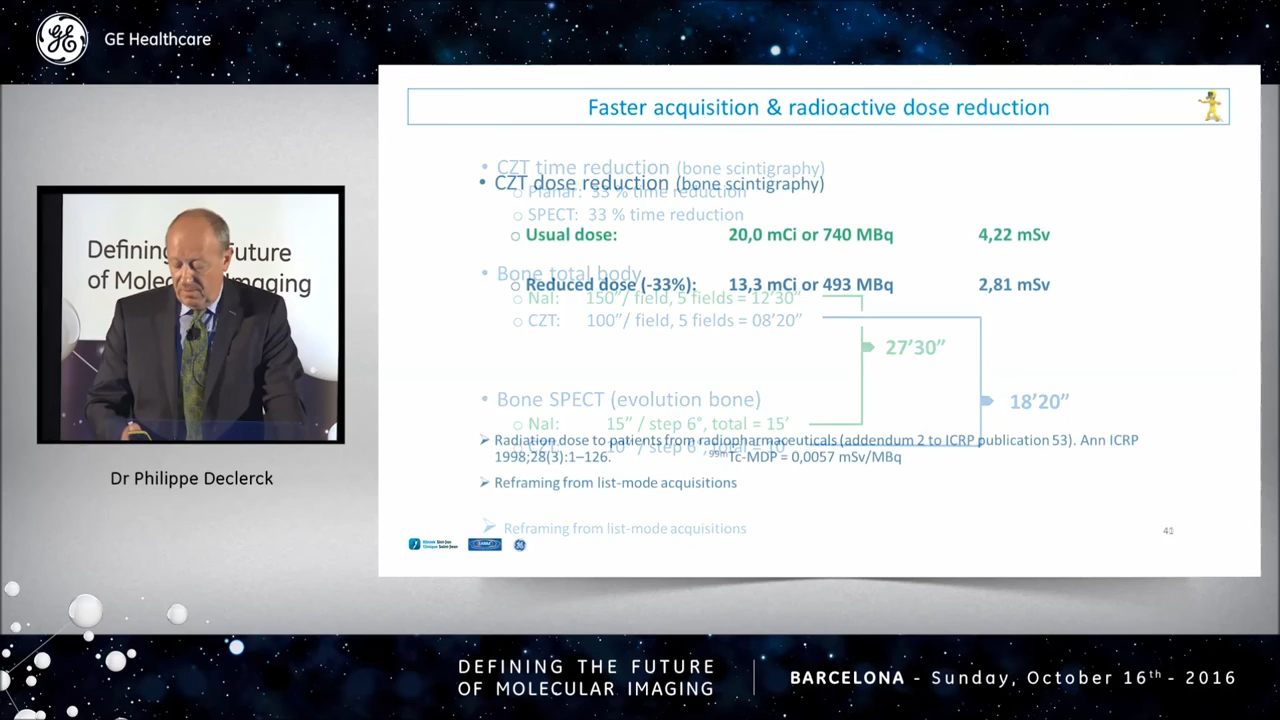 GE Healthcare
Faster acquisition & radioactive dose reduction
• CZT time reduction (bone scintigraphy)
• CZT dose reduction (bone scintigraphy)
o Planar: 33 % time reduction
o SPECT: 33 % time reduction
o Usual dose: 20,0 mCi or 740 MBq 4,22 mSv
• Bone total body
o Reduced dose (-33%): 13,3 mCi or 493 MBq 2,81 mSv
o NaI: 150”/ field, 5 fields = 12’30”
o CZT: 100”/ field, 5 fields = 08’20”
27’30”
• Bone SPECT (evolution bone)
18’20”
o NaI: 15” / step 6°, total = 15’
➢ Radiation dose to patients from radiopharmaceuticals (addendum 2 to ICRP publication 53). Ann ICRP
1998;28(3):1–126. 99mTc-MDP = 0,0057 mSv/MBq
o CZT: 10” / step 6°, total = 10’
➢ Reframing from list-mode acquisitions
➢ Reframing from list-mode acquisitions
Defining Future
of Mole maging
Dr Philippe Declerck
DEFINING THE FUTURE
OF MOLECULAR IMAGING
BARCELONA - Sunday, October 16th - 2016